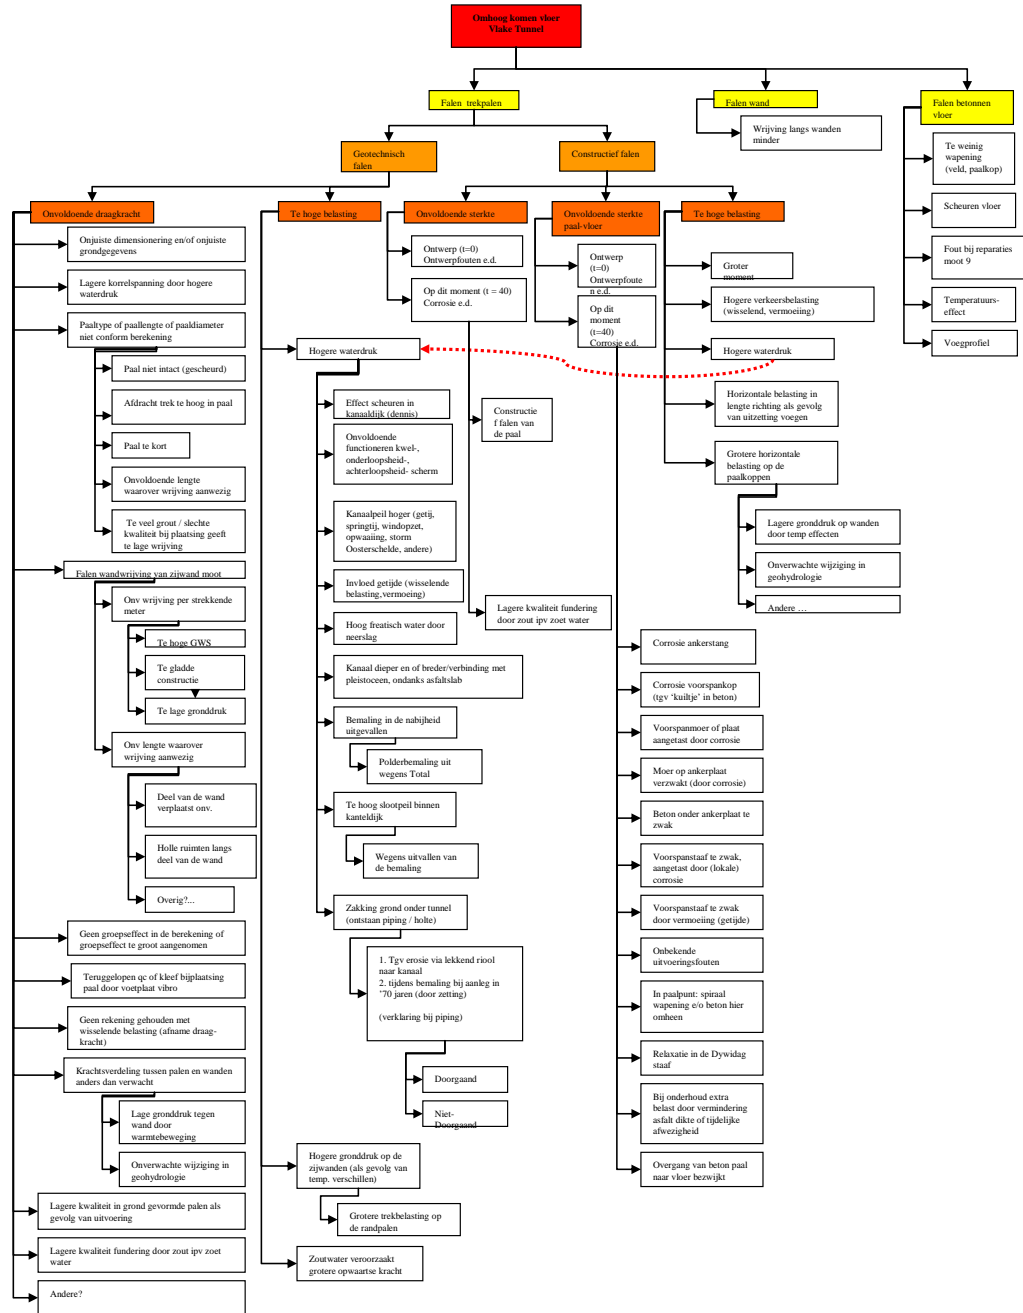 Omhoog komen vloer
Vlake Tunnel
Falen trekpalen
Falen wand
Falen betonnen
vloer
Wrijving langs wanden
minder
Geotechnisch
falen
Constructief falen
Te weinig
wapening
(veld, paalkop)
Scheuren vloer
Fout bij reparaties
moot 9
Temperatuurs-
effect
Voegprofiel
Onvoldoende draagkracht
Te hoge belasting
Onvoldoende sterkte
Onvoldoende sterkte
paal-vloer
Te hoge belasting
Onjuiste dimensionering en/of onjuiste
grondgegevens
Lagere korrelspanning door hogere
waterdruk
Paaltype of paallengte of paaldiameter
niet conform berekening
Paal niet intact (gescheurd)
Afdracht trek te hoog in paal
Paal te kort
Onvoldoende lengte
waarover wrijving aanwezig
Te veel grout / slechte
kwaliteit bij plaatsing geeft
te lage wrijving
Falen wandwrijving van zijwand moot
Onv wrijving per strekkende
meter
Te hoge GWS
Te gladde
constructie
Te lage gronddruk
Onv lengte waarover
wrijving aanwezig
Deel van de wand
verplaatst onv.
Holle ruimten langs
deel van de wand
Overig?...
Geen groepseffect in de berekening of
groepseffect te groot aangenomen
Teruggelopen qc of kleef bijplaatsing
paal door voetplaat vibro
Geen rekening gehouden met
wisselende belasting (afname draag-
kracht)
Krachtsverdeling tussen palen en wanden
anders dan verwacht
Lage gronddruk tegen
wand door
warmtebeweging
Onverwachte wijziging in
geohydrologie
Lagere kwaliteit in grond gevormde palen als
gevolg van uitvoering
Lagere kwaliteit fundering door zout ipv zoet
water
Andere?
Hogere waterdruk
Effect scheuren in
kanaaldijk (dennis)
Onvoldoende
functioneren kwel-,
onderloopsheid-,
achterloopsheid- scherm
Kanaalpeil hoger (getij,
springtij, windopzet,
opwaaiing, storm
Oosterschelde, andere)
Invloed getijde (wisselende
belasting,vermoeing)
Hoog freatisch water door
neerslag
Kanaal dieper en of breder/verbinding met
pleistoceen, ondanks asfaltslab
Bemaling in de nabijheid
uitgevallen
Polderbemaling uit
wegens Total
Te hoog slootpeil binnen
kanteldijk
Wegens uitvallen van
de bemaling
Zakking grond onder tunnel
(ontstaan piping / holte)
1. Tgv erosie via lekkend riool
naar kanaal
2. tijdens bemaling bij aanleg in
’70 jaren (door zetting)
(verklaring bij piping)
Doorgaand
Niet-
Doorgaand
Hogere gronddruk op de
zijwanden (als gevolg van
temp. verschillen)
Grotere trekbelasting op
de randpalen
Zoutwater veroorzaakt
grotere opwaartse kracht
Ontwerp (t=0)
Ontwerpfouten e.d.
Op dit moment (t = 40)
Corrosie e.d.
Constructie
f falen van
de paal
Lagere kwaliteit fundering
door zout ipv zoet water
Ontwerp
(t=0)
Ontwerpfoute
n e.d.
Op dit
moment
(t=40)
Corrosie e.d.
Corrosie ankerstang
Corrosie voorspankop
(tgv ‘kuiltje’ in beton)
Voorspanmoer of plaat
aangetast door corrosie
Moer op ankerplaat
verzwakt (door corrosie)
Beton onder ankerplaat te
zwak
Voorspanstaaf te zwak,
aangetast door (lokale)
corrosie
Voorspanstaaf te zwak
door vermoeiing (getijde)
Onbekende
uitvoeringsfouten
In paalpunt: spiraal
wapening e/o beton hier
omheen
Relaxatie in de Dywidag
staaf
Bij onderhoud extra
belast door vermindering
asfalt dikte of tijdelijke
afwezigheid
Overgang van beton paal
naar vloer bezwijkt
Groter
moment
Hogere verkeersbelasting
(wisselend, vermoeiing)
Hogere waterdruk
Horizontale belasting in
lengte richting als gevolg
van uitzetting voegen
Grotere horizontale
belasting op de
paalkoppen
Lagere gronddruk op wanden
door temp effecten
Onverwachte wijziging in
geohydrologie
Andere …